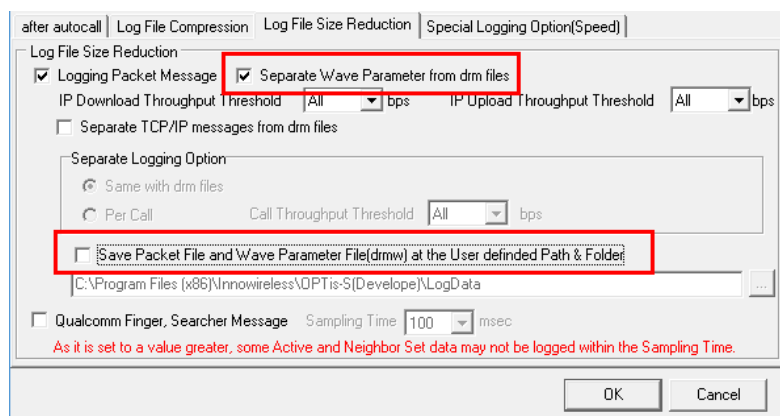 after autocall Log File Compression Log File Size Reduction Special Logging Option(Speed)
Log File Size Reduction
Logging Packet Message Separate Wave Parameter from drm files
IP Download Throughput Threshold All bps IP Upload Throughput Threshold All bps
Separate TCP/IP messages from drm files
Separate Logging Option
Same with drm files
Per Call Call Throughput Threshold All bps
Save Packet File and Wave Parameter File(drmw) at the User definded Path & Folder
C:\Program Files (x86)\Innowireless\OPTis-S(Develope)\LogData ...
Qualcomm Finger, Searcher Message Sampling Time 100 msec
As it is set to a value greater, some Active and Neighbor Set data may not be logged within the Sampling Time.
OK Cancel